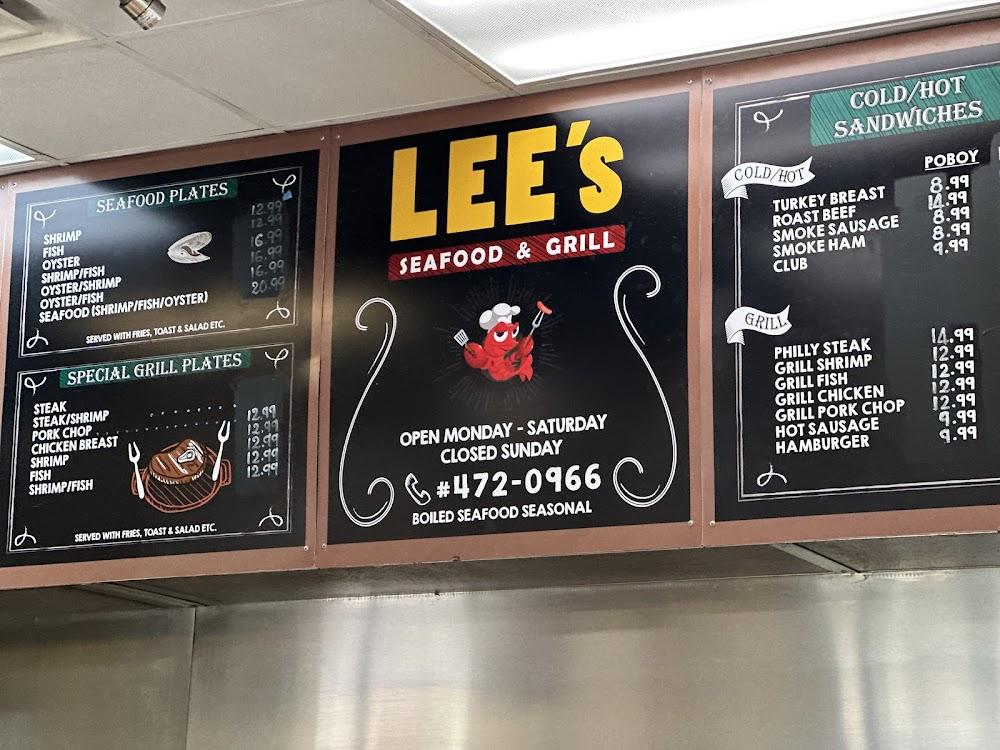 SEAFOOD PLATES
SHRIMP 12.99
FISH 12.99
OYSTER 16.99
SHRIMP/FISH 16.99
OYSTER/SHRIMP 16.99
OYSTER/FISH
SEAFOOD (SHRIMP/FISH/OYSTER) 20.99
SERVED WITH FRIES, TOAST & SALAD ETC.
SPECIAL GRILL PLATES
STEAK
STEAK/SHRIMP
PORK CHOP 12.99
CHICKEN BREAST 12.99
SHRIMP 12.99
FISH 12.99
SHRIMP/FISH 12.99
SERVED WITH FRIES, TOAST & SALAD ETC.
LEE'S
SEAFOOD & GRILL
OPEN MONDAY - SATURDAY
CLOSED SUNDAY
#472-0966
BOILED SEAFOOD SEASONAL
COLD/HOT
SANDWICHES
POBOY
COLD/HOT
TURKEY BREAST 8.99
ROAST BEEF 14.99
SMOKE SAUSAGE 8.99
SMOKE HAM 8.99
CLUB 9.99
GRILL
PHILLY STEAK 14.99
GRILL SHRIMP 12.99
GRILL FISH 12.99
GRILL CHICKEN 12.99
GRILL PORK CHOP 12.99
HOT SAUSAGE 9.99
HAMBURGER 9.99